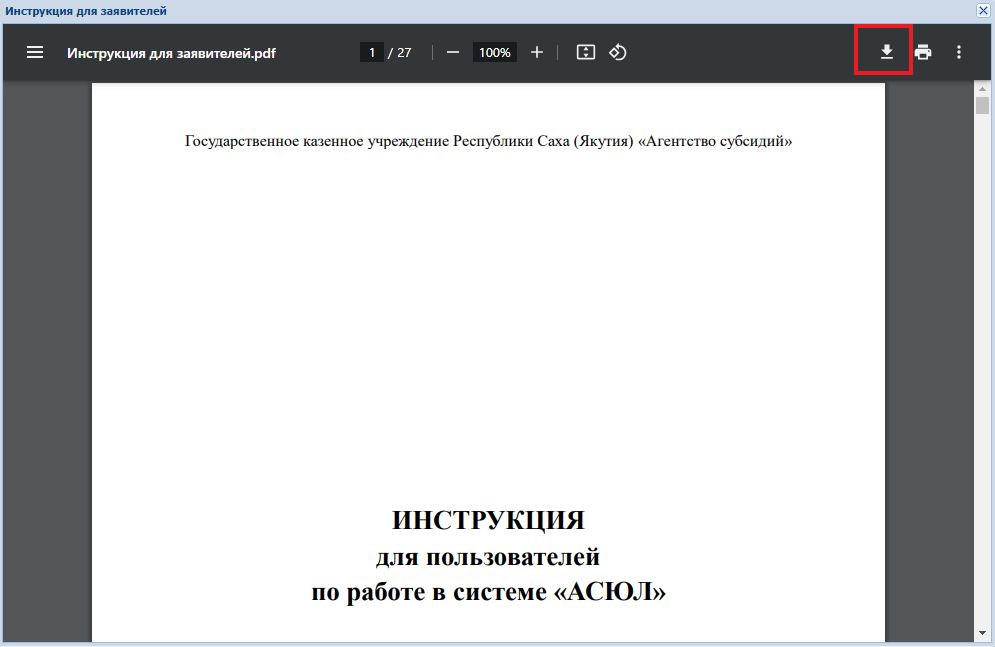 Инструкция для заявителей
Инструкция для заявителей.pdf
1 / 27
100%
Государственное казенное учреждение Республики Саха (Якутия) «Агентство субсидий»
ИНСТРУКЦИЯ
для пользователей
по работе в системе «АСЮЛ»